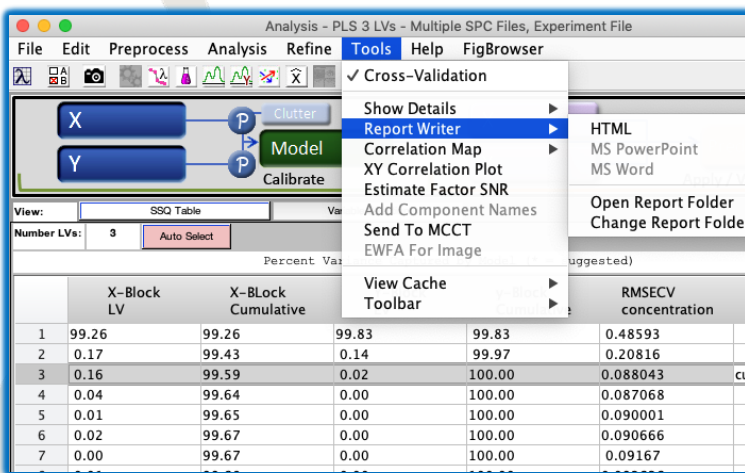 Analysis - PLS 3 LVs - Multiple SPC Files, Experiment File
File Edit Preprocess Analysis Refine Tools Help FigBrowser
✓ Cross-Validation
Show Details
Report Writer
Correlation Map
XY Correlation Plot
Estimate Factor SNR
Add Component Names
Send To MCCT
EWFA For Image
View Cache
Toolbar
HTML
MS PowerPoint
MS Word
Open Report Folder
Change Report Folde
X P Clutter
Model
Y P
Calibrate
Apply / V
View: SSQ Table Va
Number LVs: 3 Auto Select
Percent Var uggested)
X-Block LV X-BLock Cumulative RMSECV concentration
1 99.26 99.26 99.83 99.83 0.48593
2 0.17 99.43 0.14 99.97 0.20816
3 0.16 99.59 0.02 100.00 0.088043 cu
4 0.04 99.64 0.00 100.00 0.087068
5 0.01 99.65 0.00 100.00 0.090001
6 0.02 99.67 0.00 100.00 0.090666
7 0.00 99.67 0.00 100.00 0.09167